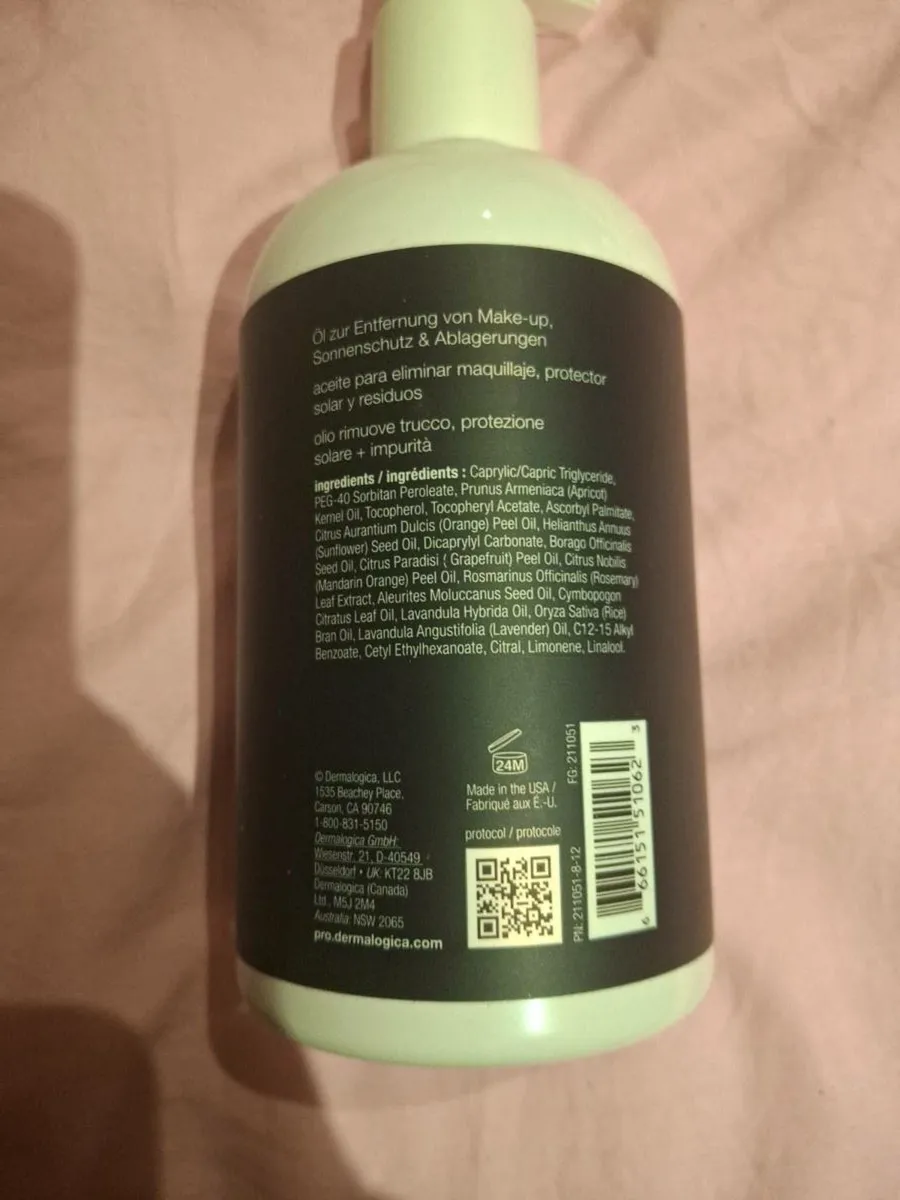 Öl zur Entfernung von Make-up,
Sonnenschutz & Ablagerungen
aceite para eliminar maquillaje, protector
solar y residuos
olio rimuove trucco, protezione
solare + impurità
ingredients / ingrédients : Caprylic/Capric Triglyceride,
PEG-40 Sorbitan Peroleate, Prunus Armeniaca (Apricot)
Kernel Oil, Tocopherol, Tocopheryl Acetate, Ascorbyl Palmitate,
Citrus Aurantium Dulcis (Orange) Peel Oil, Helianthus Annuus
(Sunflower) Seed Oil, Dicaprylyl Carbonate, Borago Officinalis
Seed Oil, Citrus Paradisi ( Grapefruit) Peel Oil, Citrus Nobilis
(Mandarin Orange) Peel Oil, Rosmarinus Officinalis (Rosemary)
Leaf Extract, Aleurites Moluccanus Seed Oil, Cymbopogon
Citratus Leaf Oil, Lavandula Hybrida Oil, Oryza Sativa (Rice)
Bran Oil, Lavandula Angustifolia (Lavender) Oil, C12-15 Alkyl
Benzoate, Cetyl Ethylhexanoate, Citral, Limonene, Linalool.
© Dermalogica, LLC
1535 Beachey Place,
Carson, CA 90746
1-800-831-5150
Dermalogica GmbH:
Wiesenstr. 21, D-40549
Düsseldorf • UK: KT22 8JB
Dermalogica (Canada)
Ltd., M5J 2M4
Australia: NSW 2065
pro.dermalogica.com
24M
Made in the USA /
Fabriqué aux É.-U.
protocol / protocole
FG: 211051
PN: 211051-8-12
6 66151 51062 3